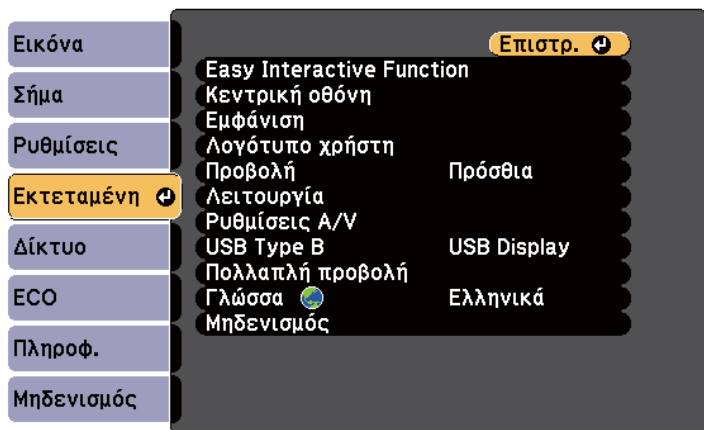 Εικόνα
Σήμα
Ρυθμίσεις
Εκτεταμένη
Δίκτυο
ECO
Πληροφ.
Μηδενισμός
Επιστρ.
Easy Interactive Function
Κεντρική οθόνη
Εμφάνιση
Λογότυπο χρήστη
Προβολή Πρόσθια
Λειτουργία
Ρυθμίσεις A/V
USB Type B USB Display
Πολλαπλή προβολή
Γλώσσα Ελληνικά
Μηδενισμός